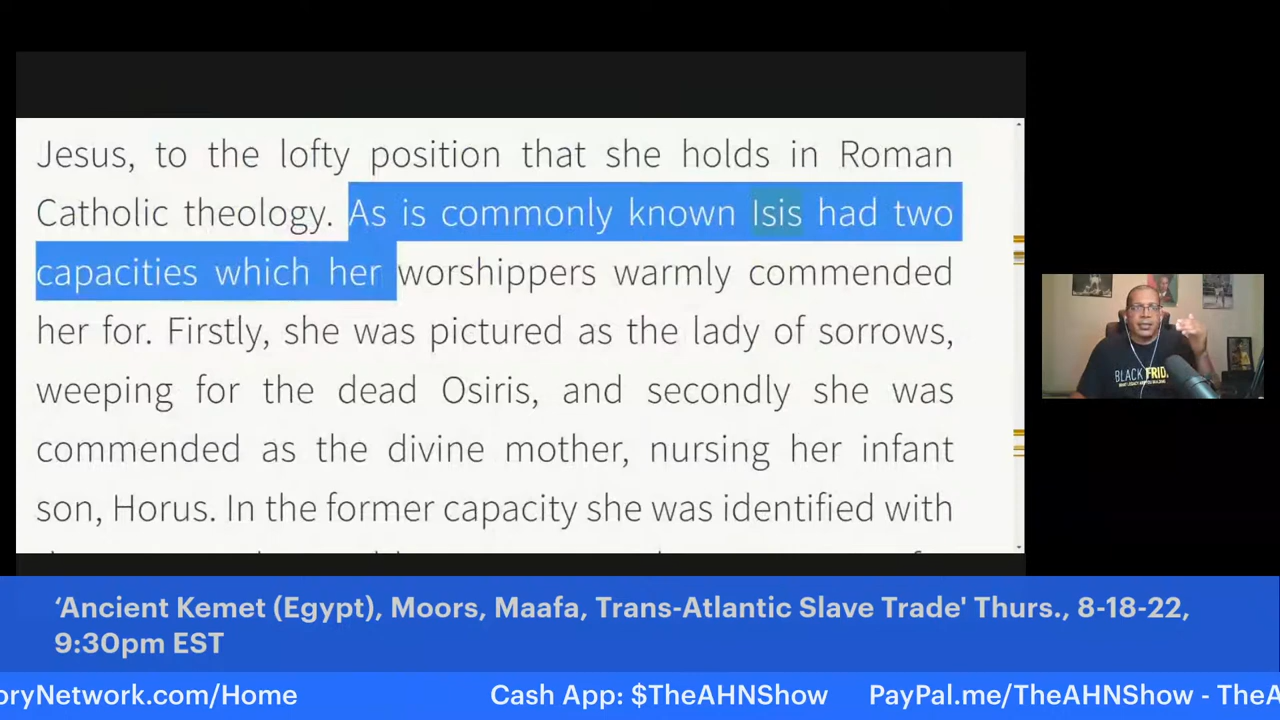 Jesus, to the lofty position that she holds in Roman
Catholic theology. As is commonly known Isis had two
capacities which her worshippers warmly commended
her for. Firstly, she was pictured as the lady of sorrows,
weeping for the dead Osiris, and secondly she was
commended as the divine mother, nursing her infant
son, Horus. In the former capacity she was identified with
BLACK FRID
‘Ancient Kemet (Egypt), Moors, Maafa, Trans-Atlantic Slave Trade' Thurs., 8-18-22,
9:30pm EST
oryNetwork.com/Home Cash App: $TheAHNShow PayPal.me/TheAHNShow - TheA